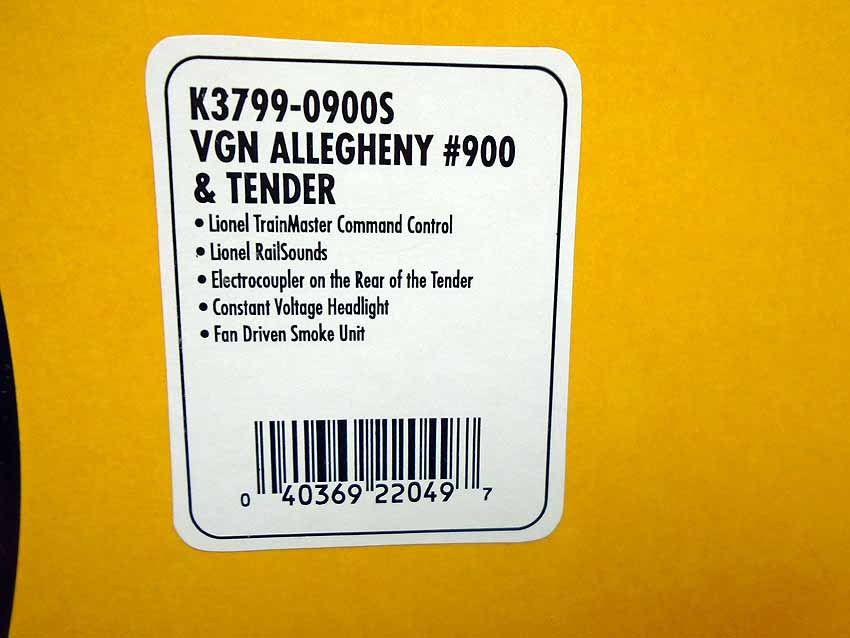 K3799-0900S
VGN ALLEGHENY #900
& TENDER
• Lionel TrainMaster Command Control
• Lionel RailSounds
• Electrocoupler on the Rear of the Tender
• Constant Voltage Headlight
• Fan Driven Smoke Unit
0 40369 22049 7